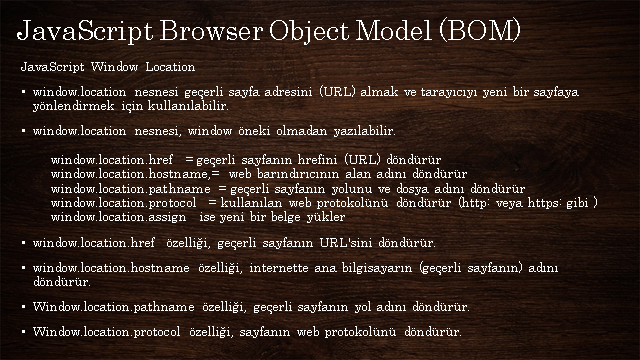 JavaScript Browser Object Model (BOM)
JavaScript Window Location
• window.location nesnesi geçerli sayfa adresini (URL) almak ve tarayıcıyı yeni bir sayfaya
yönlendirmek için kullanılabilir.
• window.location nesnesi, window öneki olmadan yazılabilir.
window.location.href = geçerli sayfanın hrefini (URL) döndürür
window.location.hostname,= web barındırıcının alan adını döndürür
window.location.pathname = geçerli sayfanın yolunu ve dosya adını döndürür
window.location.protocol = kullanılan web protokolünü döndürür (http: veya https: gibi )
window.location.assign ise yeni bir belge yükler
• window.location.href özelliği, geçerli sayfanın URL'sini döndürür.
• window.location.hostname özelliği, internette ana bilgisayarın (geçerli sayfanın) adını
döndürür.
• Window.location.pathname özelliği, geçerli sayfanın yol adını döndürür.
• Window.location.protocol özelliği, sayfanın web protokolünü döndürür.